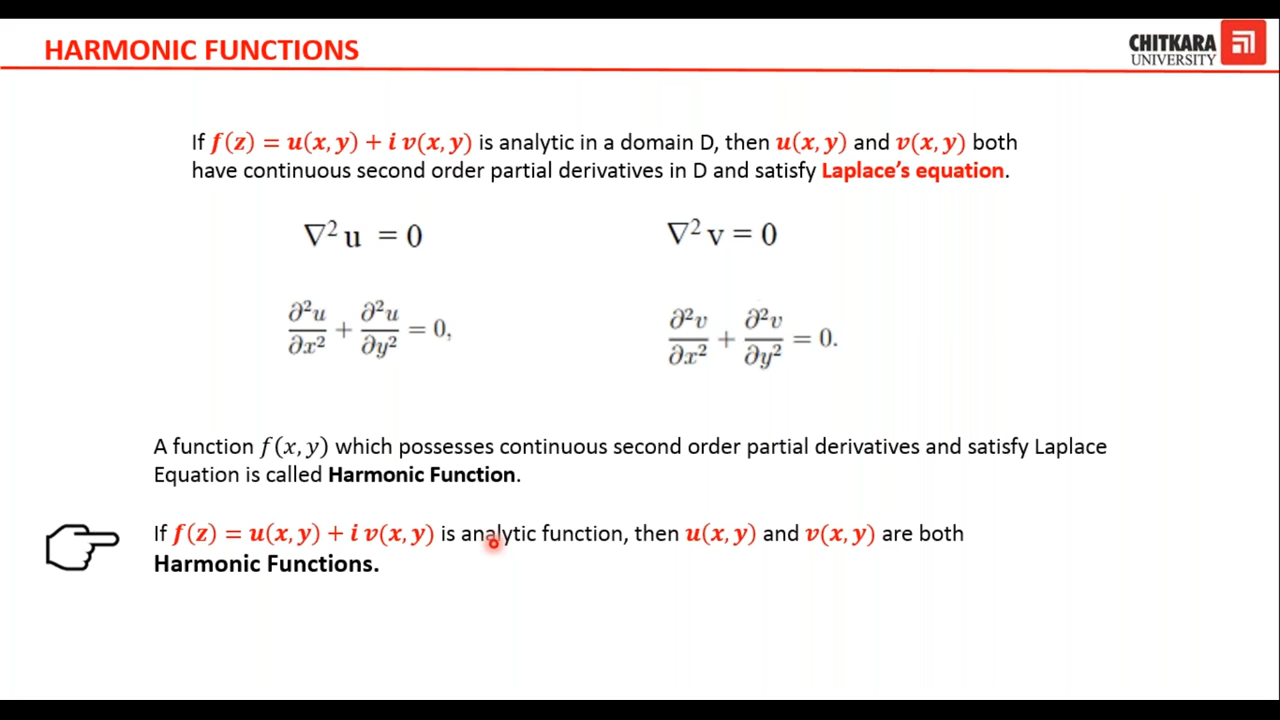 HARMONIC FUNCTIONS
CHITKARA
UNIVERSITY
If f(z) = u(x, y) + i v(x, y) is analytic in a domain D, then u(x, y) and v(x, y) both
have continuous second order partial derivatives in D and satisfy Laplace’s equation.
∇² u = 0
∇² v = 0
∂²u/∂x² + ∂²u/∂y² = 0,
∂²v/∂x² + ∂²v/∂y² = 0.
A function f(x, y) which possesses continuous second order partial derivatives and satisfy Laplace
Equation is called Harmonic Function.
If f(z) = u(x, y) + i v(x, y) is analytic function, then u(x, y) and v(x, y) are both
Harmonic Functions.